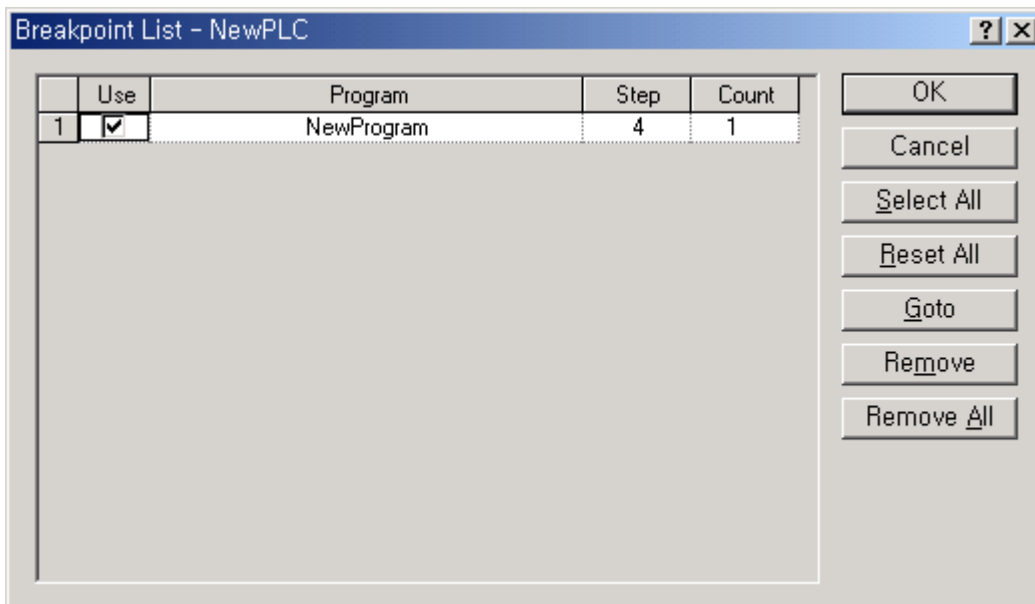 Breakpoint List - NewPLC
Use Program Step Count
1 NewProgram 4 1
OK
Cancel
Select All
Reset All
Goto
Remove
Remove All